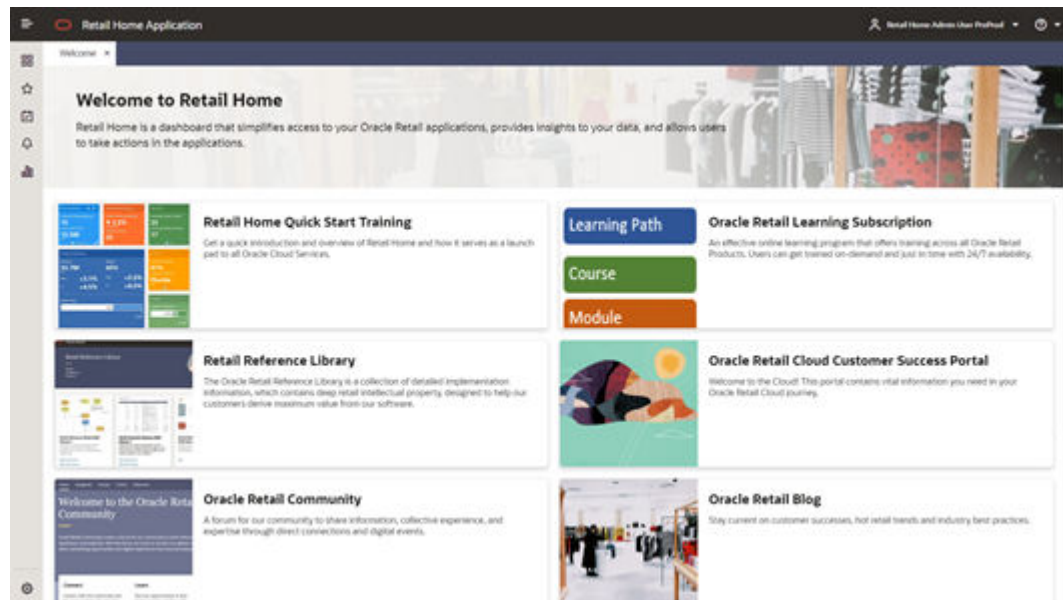 Retail Home Application
Retail Home Admin User PreProd
Welcome
Welcome to Retail Home
Retail Home is a dashboard that simplifies access to your Oracle Retail applications, provides insights to your data, and allows users
to take actions in the applications.
Retail Home Quick Start Training
Get a quick introduction and overview of Retail Home and how it serves as a launch
pad to all Oracle Cloud Services.
Learning Path
Course
Module
Oracle Retail Learning Subscription
An effective online learning program that offers training across all Oracle Retail
Products. Users can get trained on-demand and just in time with 24/7 availability.
Retail Reference Library
The Oracle Retail Reference Library is a collection of detailed implementation
information, which contains deep retail intellectual property, designed to help our
customers derive maximum value from our software.
Oracle Retail Cloud Customer Success Portal
Welcome to the Cloud! This portal contains vital information you need in your
Oracle Retail Cloud journey.
Welcome to the Oracle Reta
Community
Oracle Retail Community
A forum for our community to share information, collective experience, and
expertise through direct connections and digital events.
Oracle Retail Blog
Stay current on customer successes, hot retail trends and industry best practices.